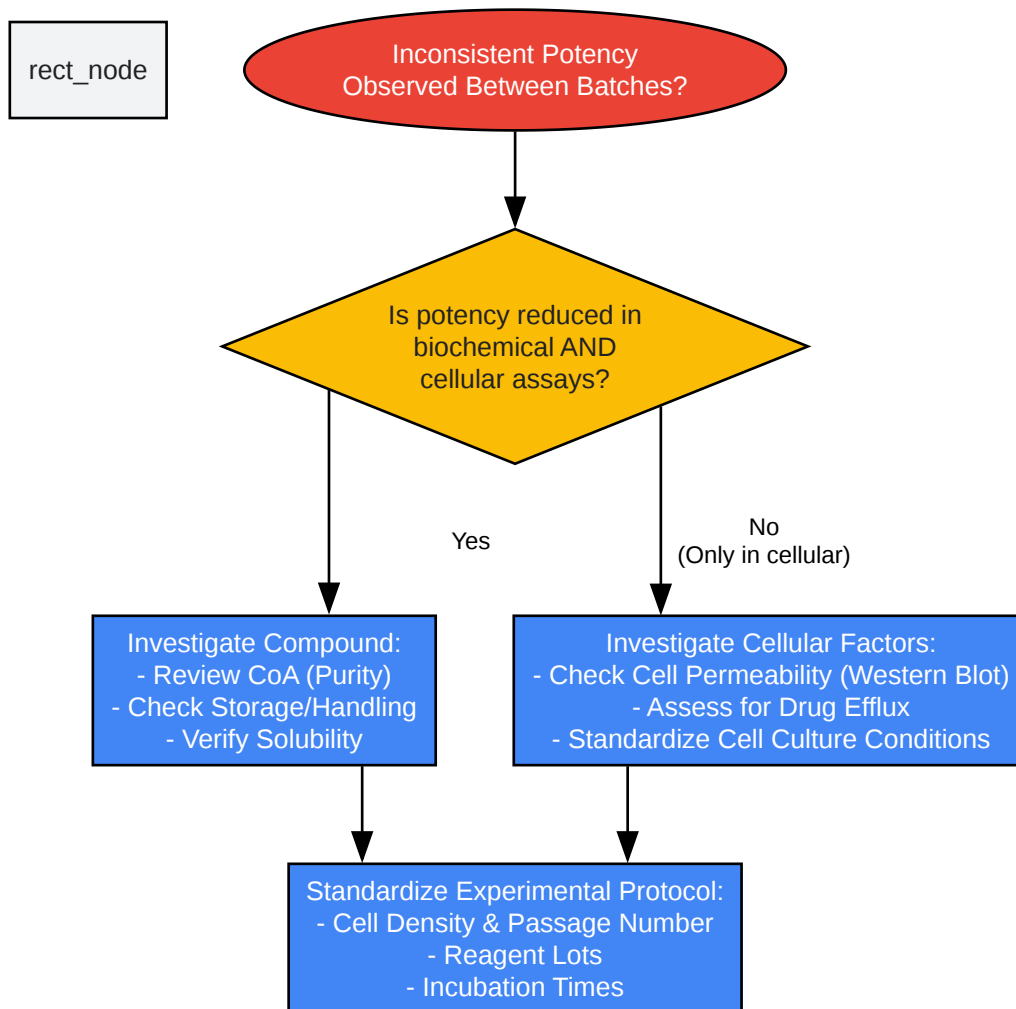 rect_node
Inconsistent Potency
Observed Between Batches?
Is potency reduced in
biochemical AND
cellular assays?
Yes
No
(Only in cellular)
Investigate Compound:
- Review CoA (Purity)
- Check Storage/Handling
- Verify Solubility
Investigate Cellular Factors:
- Check Cell Permeability (Western Blot)
- Assess for Drug Efflux
- Standardize Cell Culture Conditions
Standardize Experimental Protocol:
- Cell Density & Passage Number
- Reagent Lots
- Incubation Times